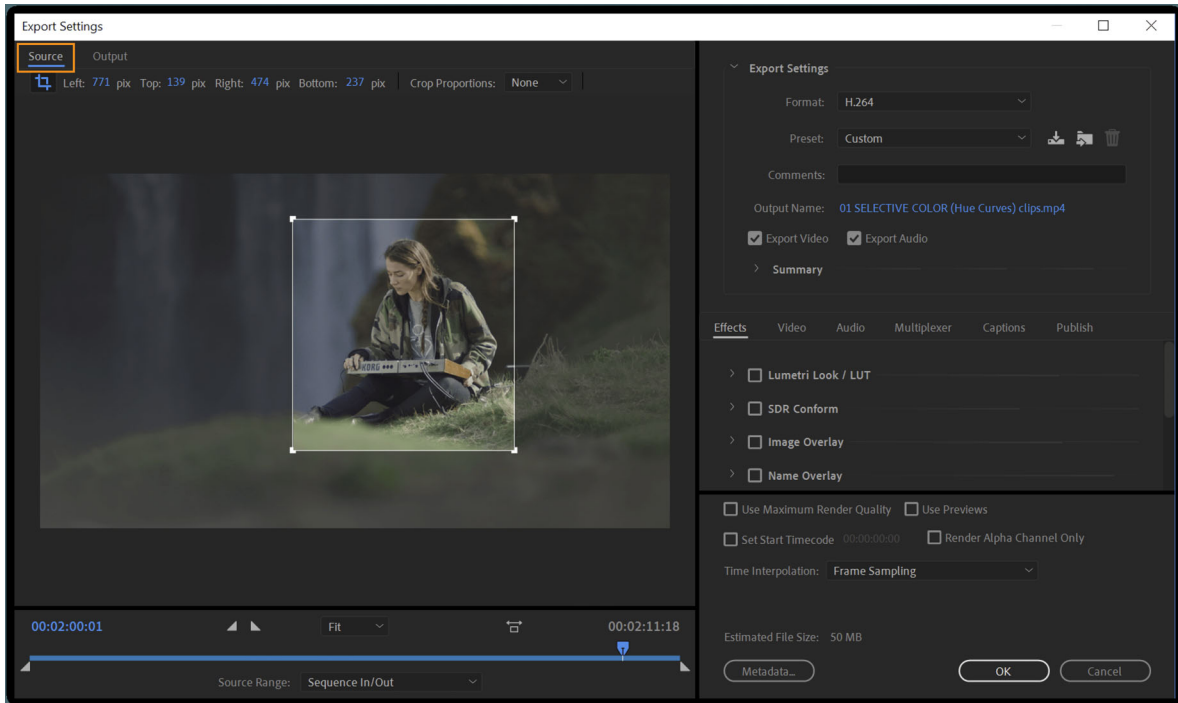 Export Settings
Source Output
Left: 771 pix Top: 139 pix Right: 474 pix Bottom: 237 pix Crop Proportions: None
KORG
00:02:00:01 Fit 00:02:11:18
Source Range: Sequence In/Out
Export Settings
Format: H.264
Preset: Custom
Comments:
Output Name: 01 SELECTIVE COLOR (Hue Curves) clips.mp4
Export Video Export Audio
Summary
Effects Video Audio Multiplexer Captions Publish
Lumetri Look / LUT
SDR Conform
Image Overlay
Name Overlay
Use Maximum Render Quality Use Previews
Set Start Timecode 00:00:00:00 Render Alpha Channel Only
Time Interpolation: Frame Sampling
Estimated File Size: 50 MB
Metadata... OK Cancel